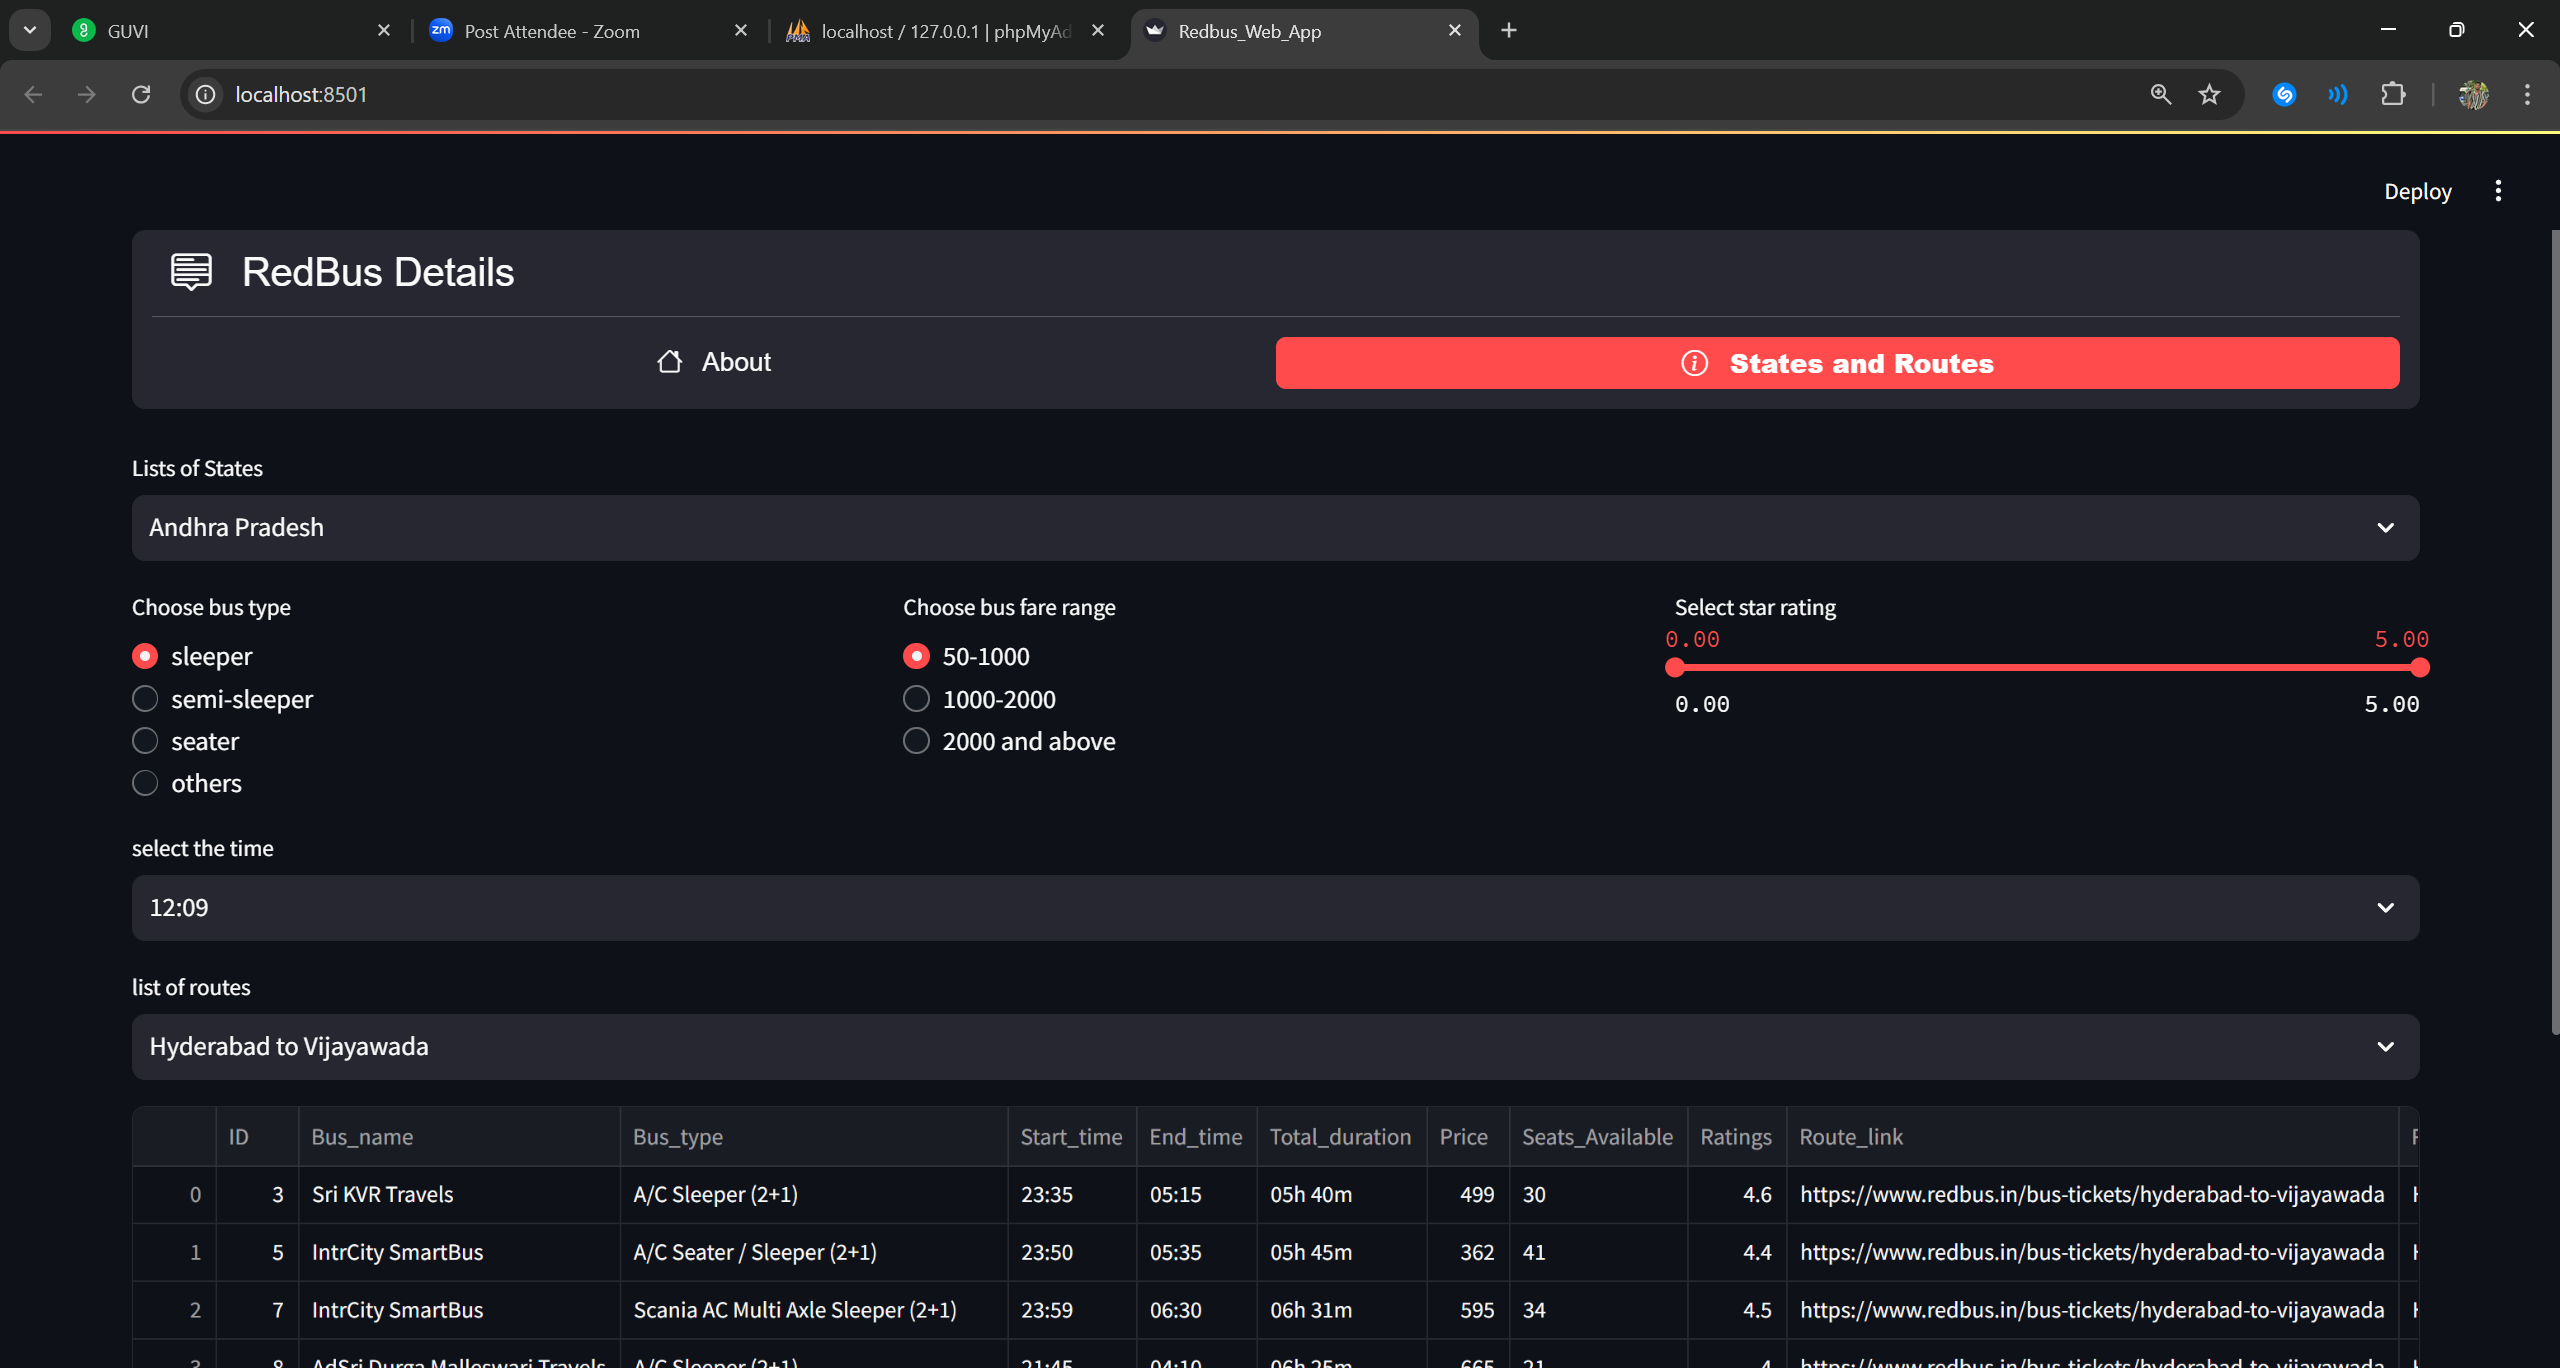 GUVI
Post Attendee - Zoom
localhost / 127.0.0.1 | phpMyAd
Redbus_Web_App
localhost:8501
Deploy
RedBus Details
About
States and Routes
Lists of States
Andhra Pradesh
Choose bus type
Choose bus fare range
Select star rating
0.00 5.00
sleeper
50-1000
semi-sleeper
1000-2000
0.00 5.00
seater
2000 and above
others
select the time
12:09
list of routes
Hyderabad to Vijayawada
ID Bus_name Bus_type Start_time End_time Total_duration Price Seats_Available Ratings Route_link
0 3 Sri KVR Travels A/C Sleeper (2+1) 23:35 05:15 05h 40m 499 30 4.6 https://www.redbus.in/bus-tickets/hyderabad-to-vijayawada
1 5 IntrCity SmartBus A/C Seater / Sleeper (2+1) 23:50 05:35 05h 45m 362 41 4.4 https://www.redbus.in/bus-tickets/hyderabad-to-vijayawada
2 7 IntrCity SmartBus Scania AC Multi Axle Sleeper (2+1) 23:59 06:30 06h 31m 595 34 4.5 https://www.redbus.in/bus-tickets/hyderabad-to-vijayawada
3 8 AdSri Durga Malleswari Travels A/C Sleeper (2+1) 21:45 04:10 06h 25m 665 21 4 https://www.redbus.in/bus-tickets/hyderabad-to-vijayawada